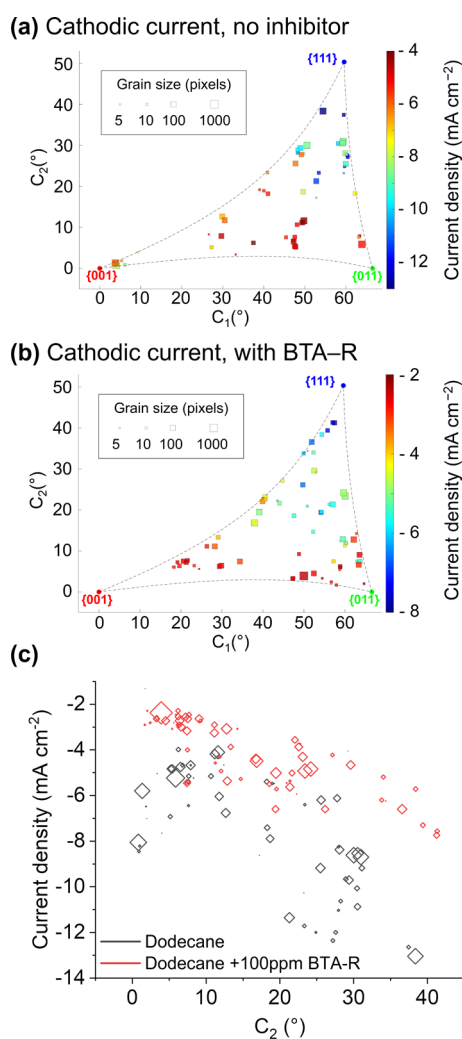 (a) Cathodic current, no inhibitor
{111}
Grain size (pixels)
5 10 100 1000
50
40
30
20
10
0
C₂(°)
{001}
{011}
0 10 20 30 40 50 60
C₁(°)
- 4
- 6
- 8
- 10
- 12
Current density (mA cm⁻²)
(b) Cathodic current, with BTA–R
{111}
Grain size (pixels)
5 10 100 1000
50
40
30
20
10
0
C₂(°)
{001}
{011}
0 10 20 30 40 50 60
C₁(°)
- 2
- 4
- 6
- 8
Current density (mA cm⁻²)
(c)
-2
-4
-6
-8
-10
-12
-14
Current density (mA cm⁻²)
Dodecane
Dodecane +100ppm BTA-R
0 10 20 30 40
C₂ (°)